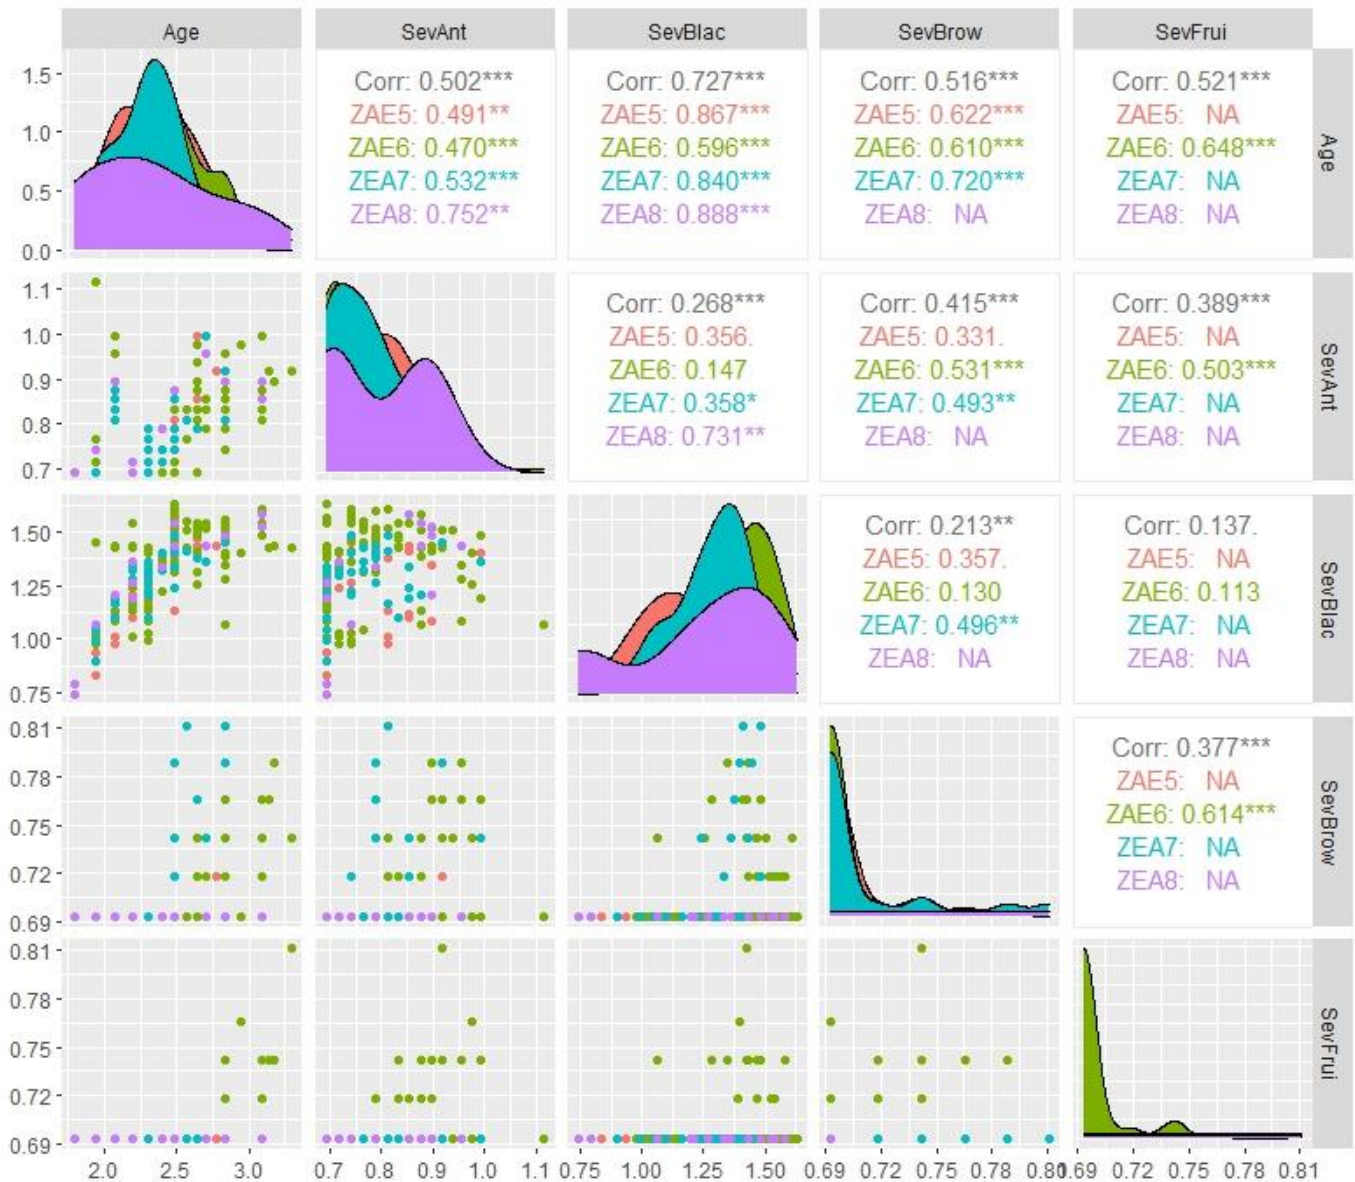 Age SevAnt SevBlac SevBrow SevFrui
1.5
1.0
0.5
0.0
Corr: 0.502***
ZAE5: 0.491**
ZAE6: 0.470***
ZEA7: 0.532***
ZEA8: 0.752**
Corr: 0.727***
ZAE5: 0.867***
ZAE6: 0.596***
ZEA7: 0.840***
ZEA8: 0.888***
Corr: 0.516***
ZAE5: 0.622***
ZAE6: 0.610***
ZEA7: 0.720***
ZEA8: NA
Corr: 0.521***
ZAE5: NA
ZAE6: 0.648***
ZEA7: NA
ZEA8: NA
Age
1.1
1.0
0.9
0.8
0.7
Corr: 0.268***
ZAE5: 0.356.
ZAE6: 0.147
ZEA7: 0.358*
ZEA8: 0.731**
Corr: 0.415***
ZAE5: 0.331.
ZAE6: 0.531***
ZEA7: 0.493**
ZEA8: NA
Corr: 0.389***
ZAE5: NA
ZAE6: 0.503***
ZEA7: NA
ZEA8: NA
SevAnt
1.50
1.25
1.00
0.75
Corr: 0.213**
ZAE5: 0.357.
ZAE6: 0.130
ZEA7: 0.496**
ZEA8: NA
Corr: 0.137.
ZAE5: NA
ZAE6: 0.113
ZEA7: NA
ZEA8: NA
SevBlac
0.81
0.78
0.75
0.72
0.69
Corr: 0.377***
ZAE5: NA
ZAE6: 0.614***
ZEA7: NA
ZEA8: NA
SevBrow
0.81
0.78
0.75
0.72
0.69
SevFrui
2.0 2.5 3.0 0.7 0.8 0.9 1.0 1.1 0.75 1.00 1.25 1.50 0.69 0.72 0.75 0.78 0.81 0.69 0.72 0.75 0.78 0.81